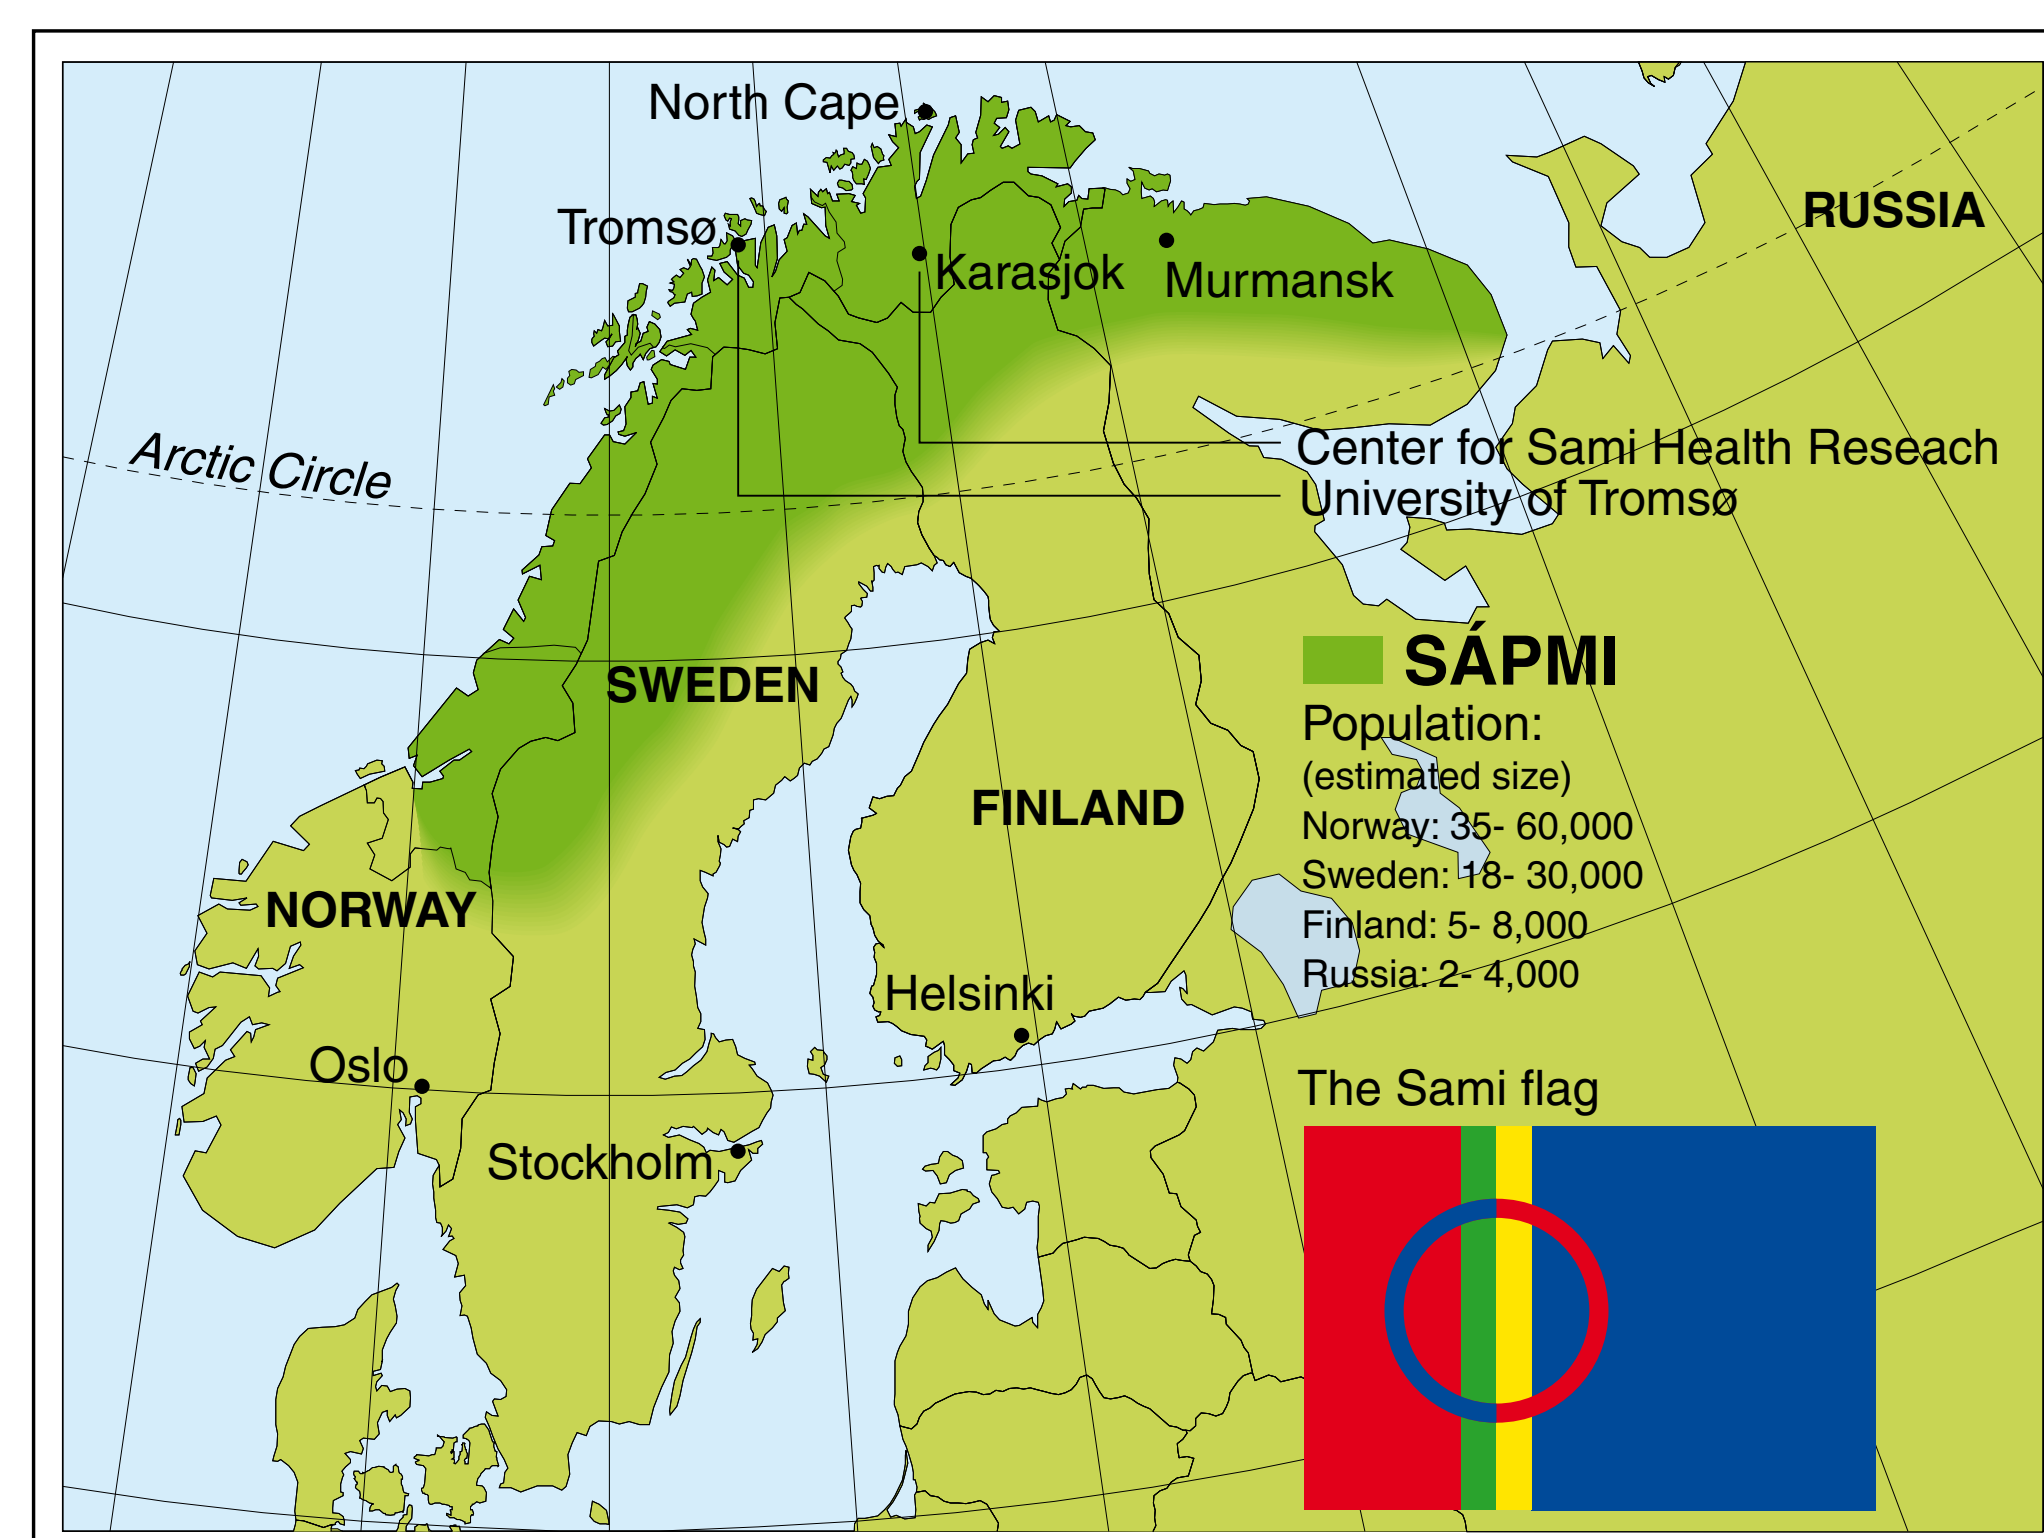 North Cape
RUSSIA
Tromsø
Karasjok
Murmansk
Arctic Circle
Center for Sami Health Reseach
University of Tromsø
SÁPMI
SWEDEN
Population:
(estimated size)
FINLAND
Norway: 35- 60,000
Sweden: 18- 30,000
NORWAY
Finland: 5- 8,000
Russia: 2- 4,000
Helsinki
Oslo
The Sami flag
Stockholm